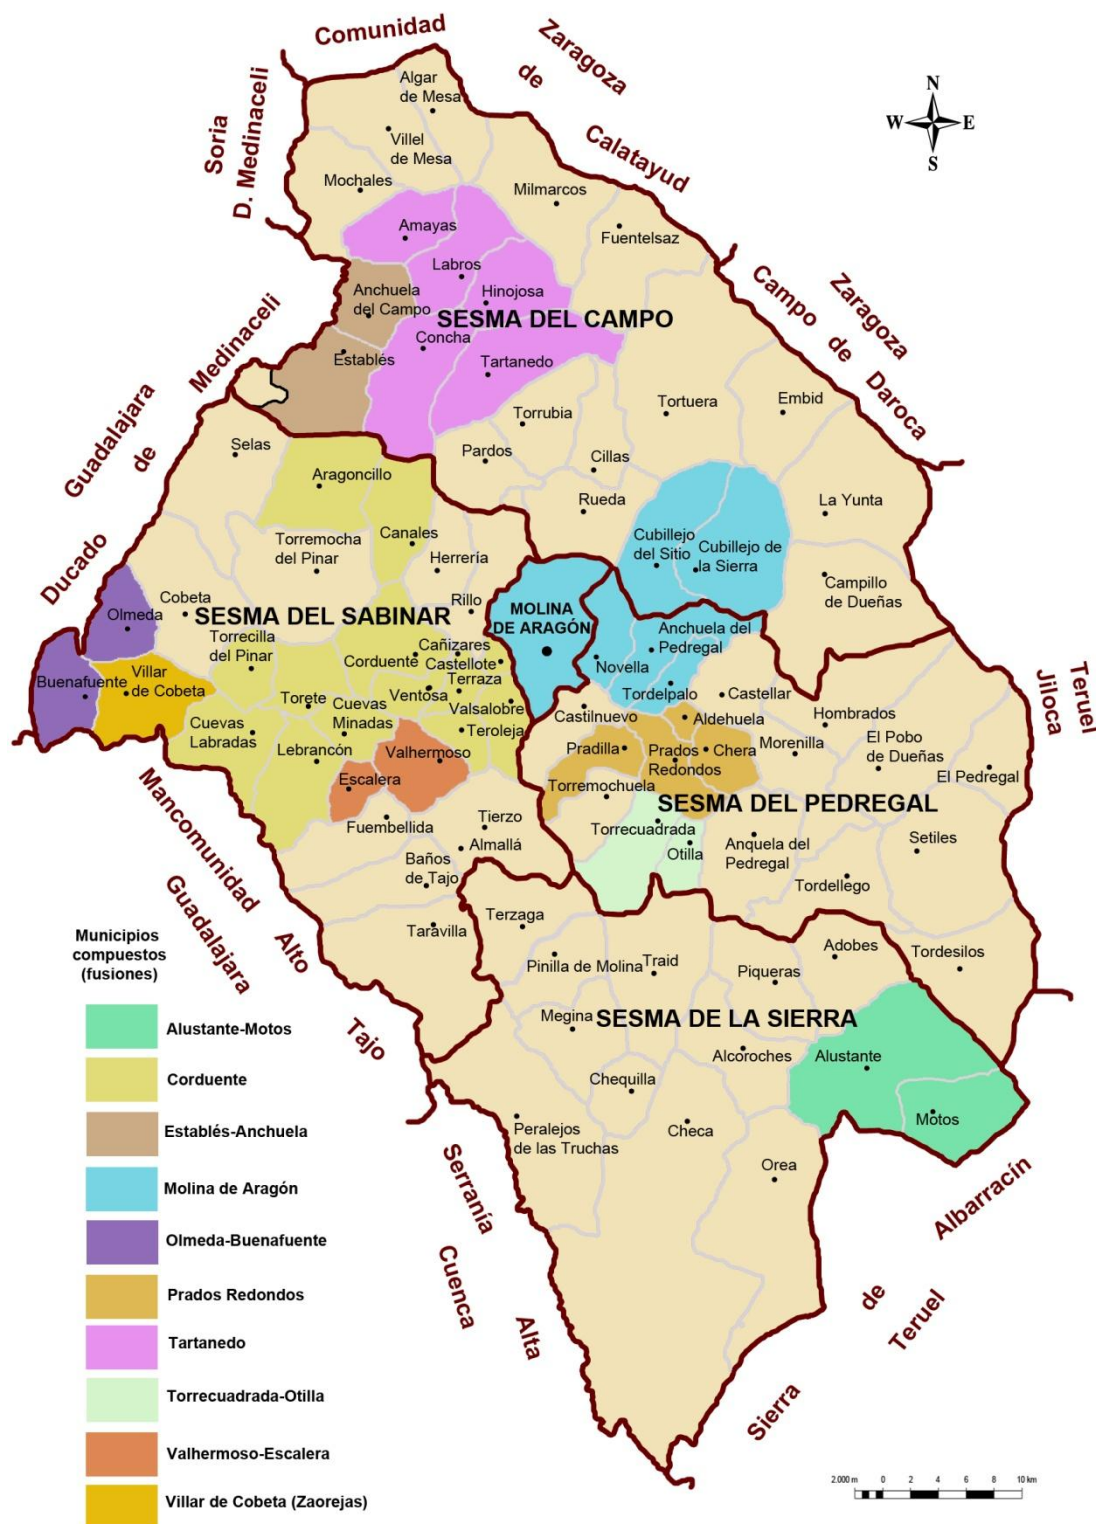 Comunidad
de
Zaragoza
Calatayud
Soria
D. Medinaceli
N
W
E
S
Algar
de Mesa
Villel
de Mesa
Mochales
Milmarcos
Fuentelsaz
Amayas
Labros
Hinojosa
Anchuela
del Campo
SESMA DEL CAMPO
Concha
Establés
Tartanedo
Campo
de
Daroca
Zaragoza
Guadalajara
Ducado
de
Medinaceli
Torrubia
Tortuera
Embid
Selas
Pardos
Cillas
Aragoncillo
Rueda
La Yunta
Canales
Torremocha
del Pinar
Herrería
Cubillejo
del Sitio
Cubillejo de
la Sierra
Campillo
de Dueñas
Olmeda
Cobeta
SESMA DEL SABINAR
Rillo
MOLINA
DE ARAGÓN
Torrecilla
del Pinar
Cañizares
Corduente
Castellote
Anchuela del
Pedregal
Novella
Buenafuente
Villar
de Cobeta
Terraza
Ventosa
Torete
Cuevas
Minadas
Valsalobre
Tordelpalo
Castellar
Castilnuevo
Aldehuela
Hombrados
Teruel
Jiloca
Cuevas
Labradas
Teroleja
Lebrancón
Valhermoso
Pradilla
Prados
Redondos
Chera
Morenilla
El Pobo
de Dueñas
El Pedregal
Escalera
Torremochuela
SESMA DEL PEDREGAL
Fuembellida
Tierzo
Torrecuadrada
Almallá
Otilla
Anquela del
Pedregal
Setiles
Baños
de Tajo
Tordellego
Mancomunidad
Alto
Tajo
Guadalajara
Taravilla
Terzaga
Adobes
Tordesilos
Pinilla de Molina
Traid
Piqueras
Megina
SESMA DE LA SIERRA
Alcoroches
Alustante
Chequilla
Peralejos
de las Truchas
Checa
Motos
Orea
Serranía
Alta
Cuenca
Sierra
de
Albarracín
Teruel
Municipios
compuestos
(fusiones)
Alustante-Motos
Corduente
Establés-Anchuela
Molina de Aragón
Olmeda-Buenafuente
Prados Redondos
Tartanedo
Torrecuadrada-Otilla
Valhermoso-Escalera
Villar de Cobeta (Zaorejas)
2.000 m 0 2 4 6 8 10 km